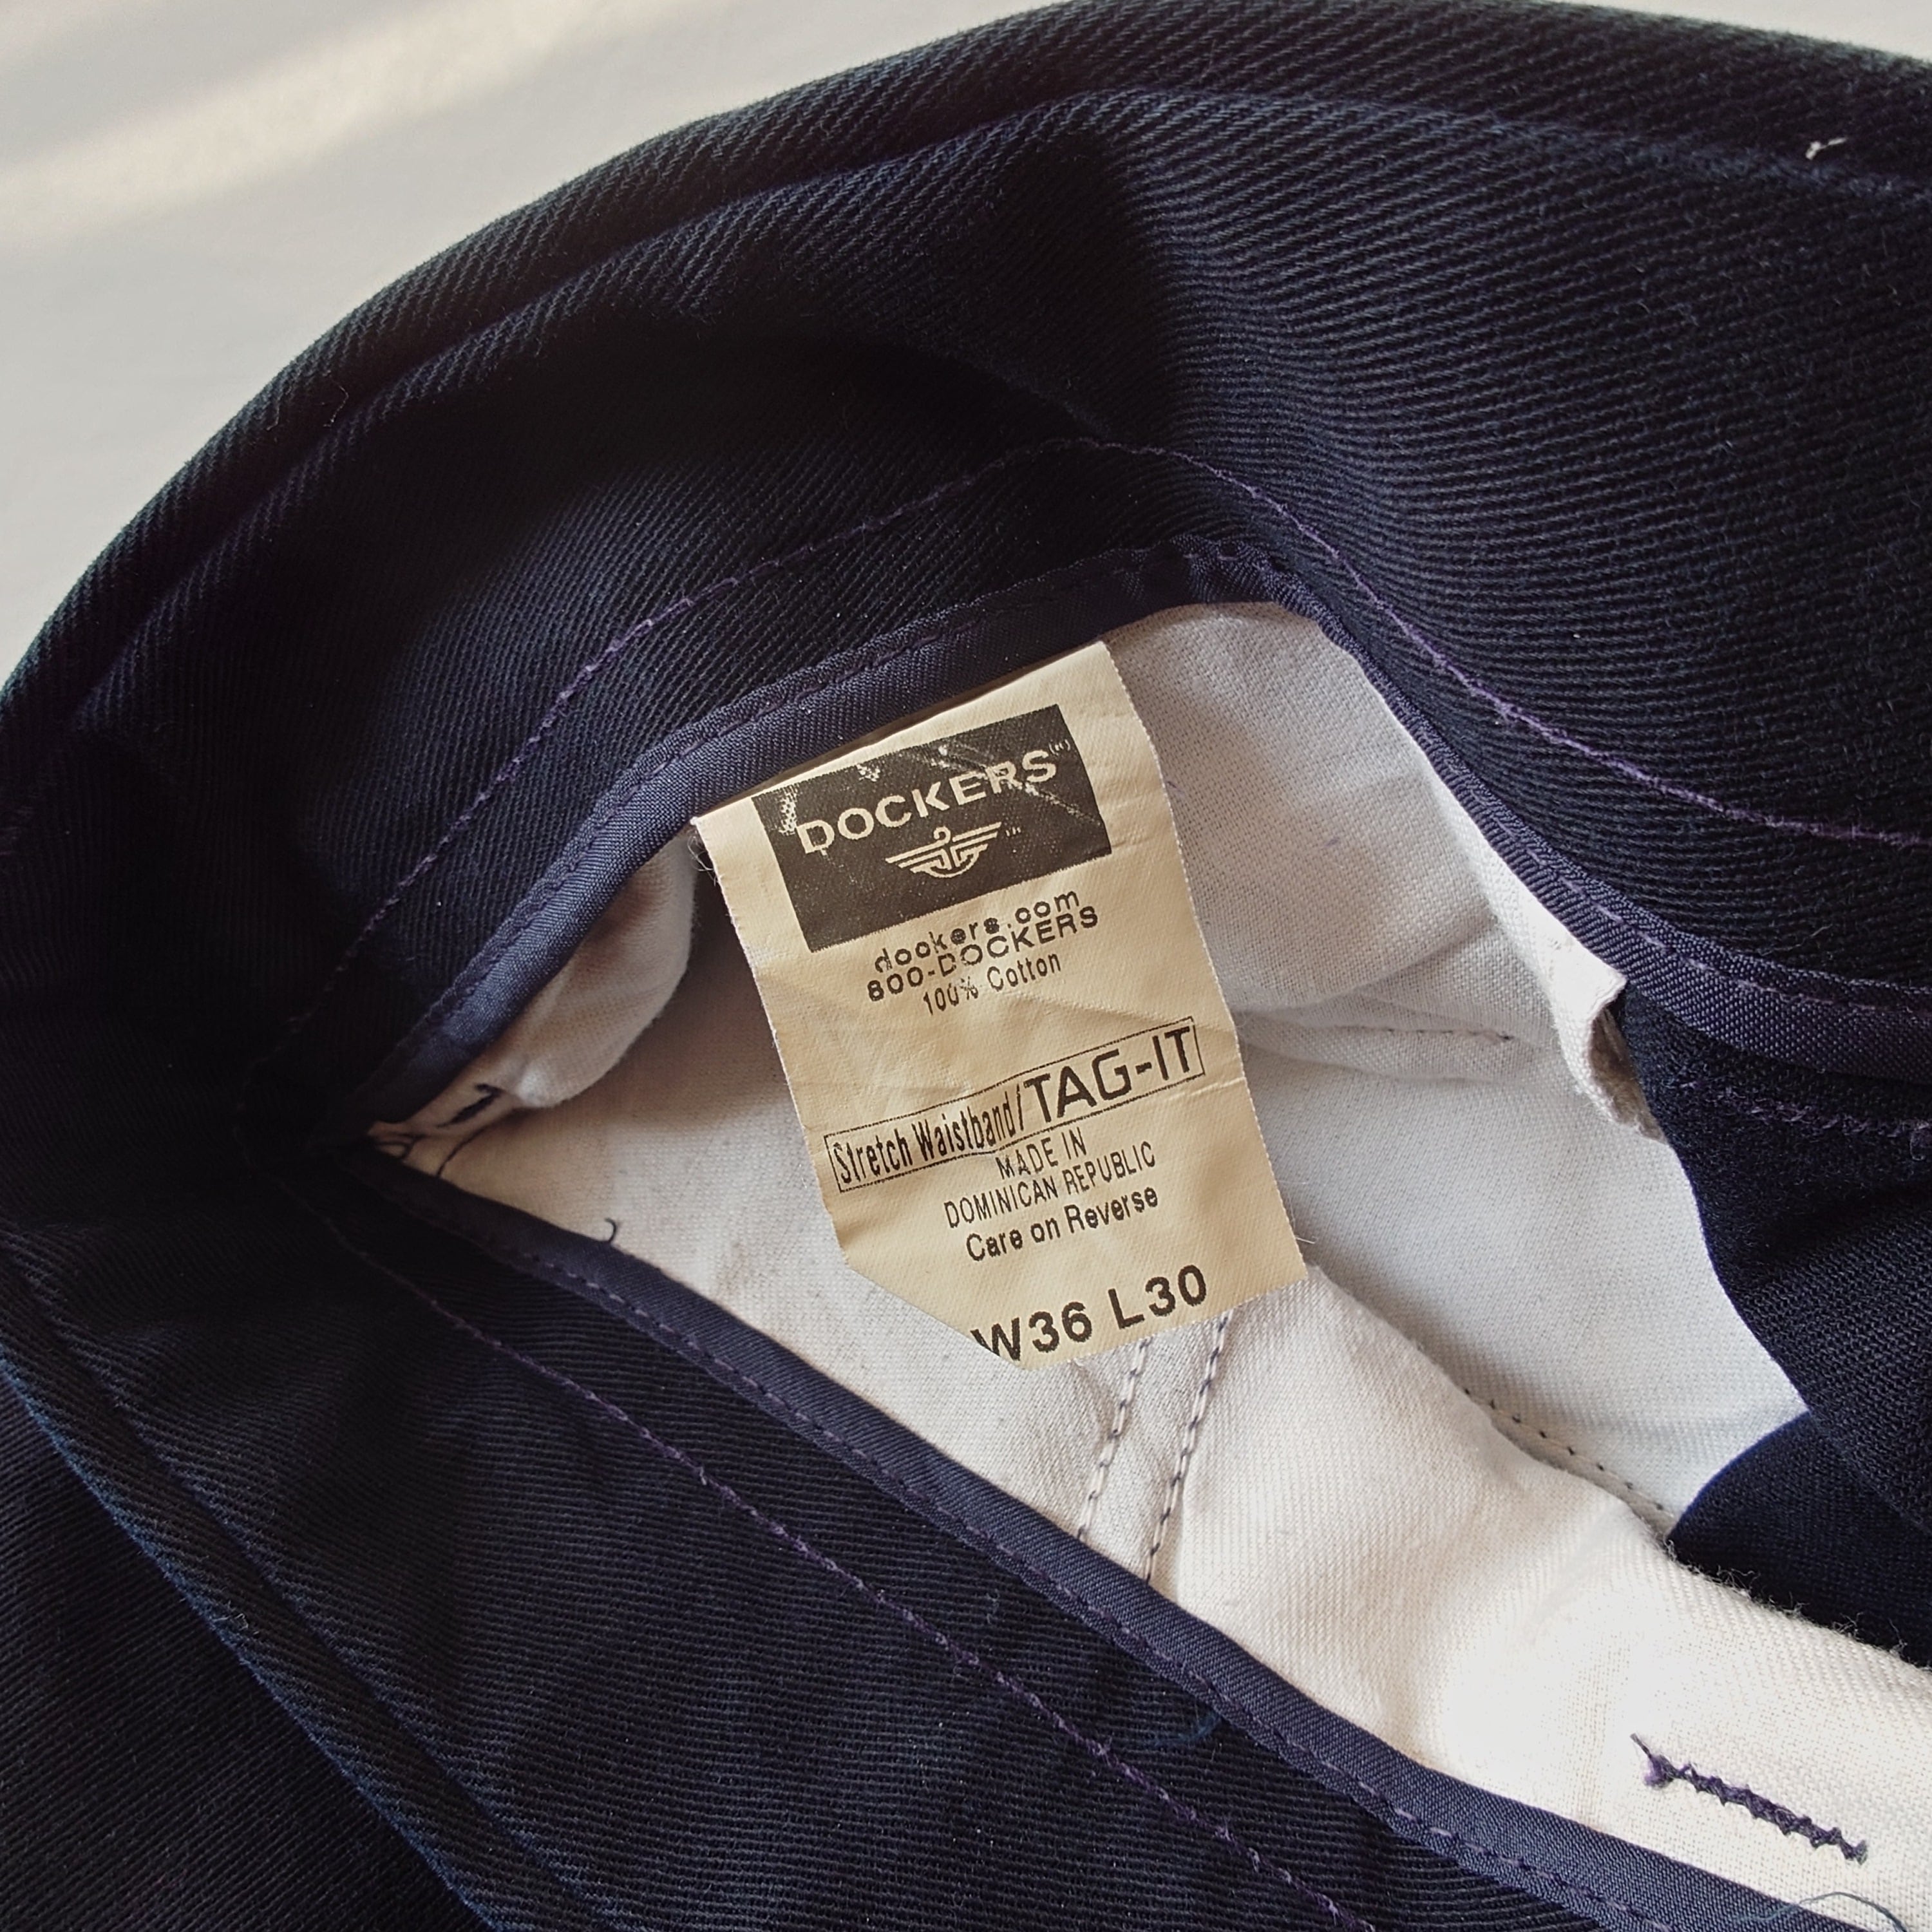 DOCKERS(R)
dockers.com
800-DOCKERS
100% Cotton
Stretch Waistband/TAG-IT
MADE IN
DOMINICAN REPUBLIC
Care on Reverse
W36 L30